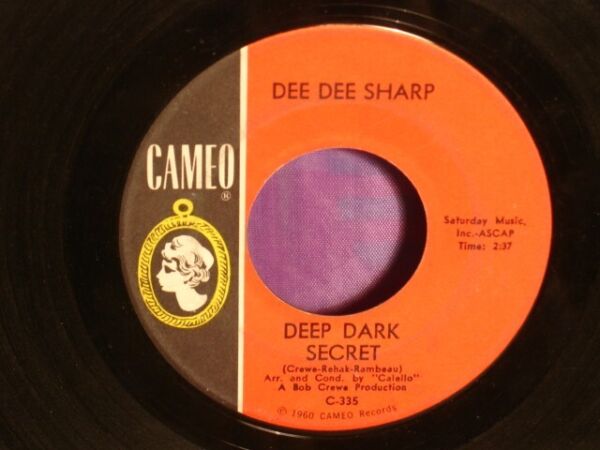 DEE DEE SHARP
CAMEO
®
Saturday Music,
Inc.-ASCAP
Time: 2:37
DEEP DARK
SECRET
(Crewe-Rehak-Rambeau)
Arr. and Cond. by "Calello"
A Bob Crewe Production
C-335
© 1960 CAMEO Records